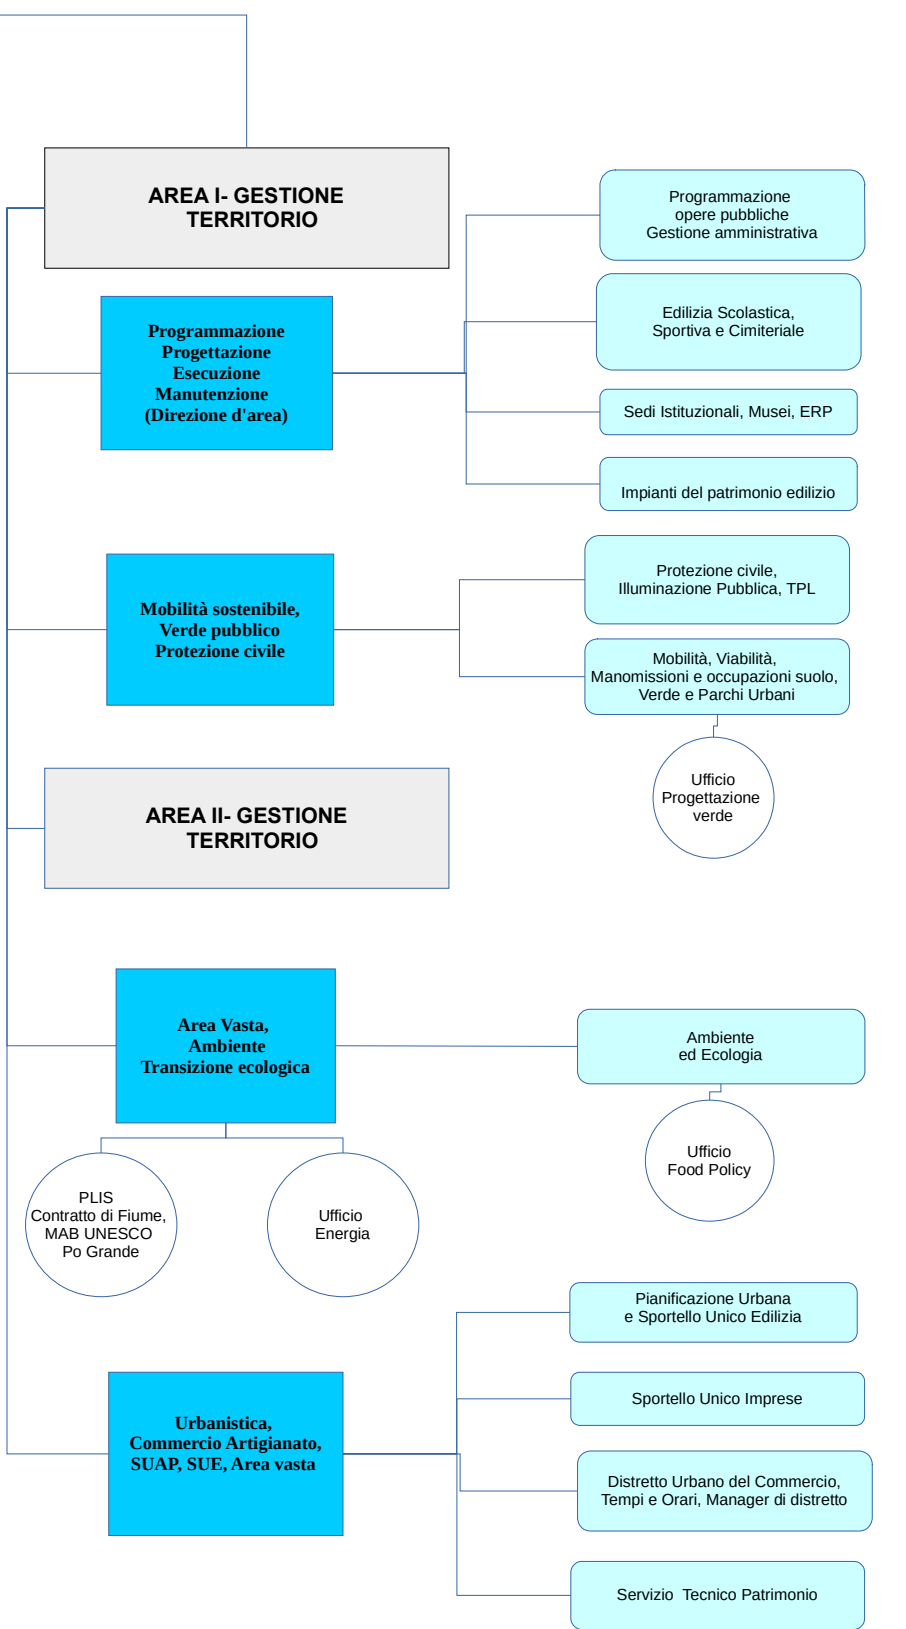 AREA I- GESTIONE
TERRITORIO
Programmazione
opere pubbliche
Gestione amministrativa
Edilizia Scolastica,
Sportiva e Cimiteriale
Programmazione
Progettazione
Esecuzione
Manutenzione
(Direzione d'area)
Sedi Istituzionali, Musei, ERP
Impianti del patrimonio edilizio
Protezione civile,
Illuminazione Pubblica, TPL
Mobilità sostenibile,
Verde pubblico
Protezione civile
Mobilità, Viabilità,
Manomissioni e occupazioni suolo,
Verde e Parchi Urbani
Ufficio
Progettazione
verde
AREA II- GESTIONE
TERRITORIO
Area Vasta,
Ambiente
Transizione ecologica
Ambiente
ed Ecologia
Ufficio
Food Policy
PLIS
Contratto di Fiume,
MAB UNESCO
Po Grande
Ufficio
Energia
Pianificazione Urbana
e Sportello Unico Edilizia
Sportello Unico Imprese
Urbanistica,
Commercio Artigianato,
SUAP, SUE, Area vasta
Distretto Urbano del Commercio,
Tempi e Orari, Manager di distretto
Servizio  Tecnico Patrimonio